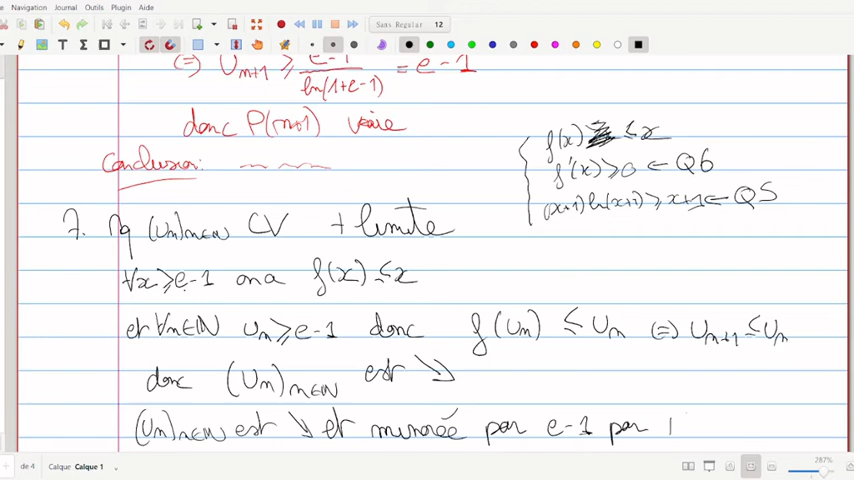 Navigation Journal Outils Plugin Aide
Sans Regular 12
(=) Un+1 ≥ e-1 / ln(1+e-1) = e-1
donc P(n+1) vraie
Conclusion:
f(x) ≤ x
f'(x) ≥ 0 ← Q6
(x+1) ln(x+1) ≥ x+1 ← Q5
7. Mq (Un)n∈N CV + limite
∀x ≥ e-1 on a f(x) ≤ x
et ∀n∈N Un ≥ e-1 donc f(Un) ≤ Un (=) Un+1 ≤ Un
donc (Un)n∈N est ↘
(Un)n∈N est ↘ et minorée par e-1 par l
de 4 Calque Calque 1
287%